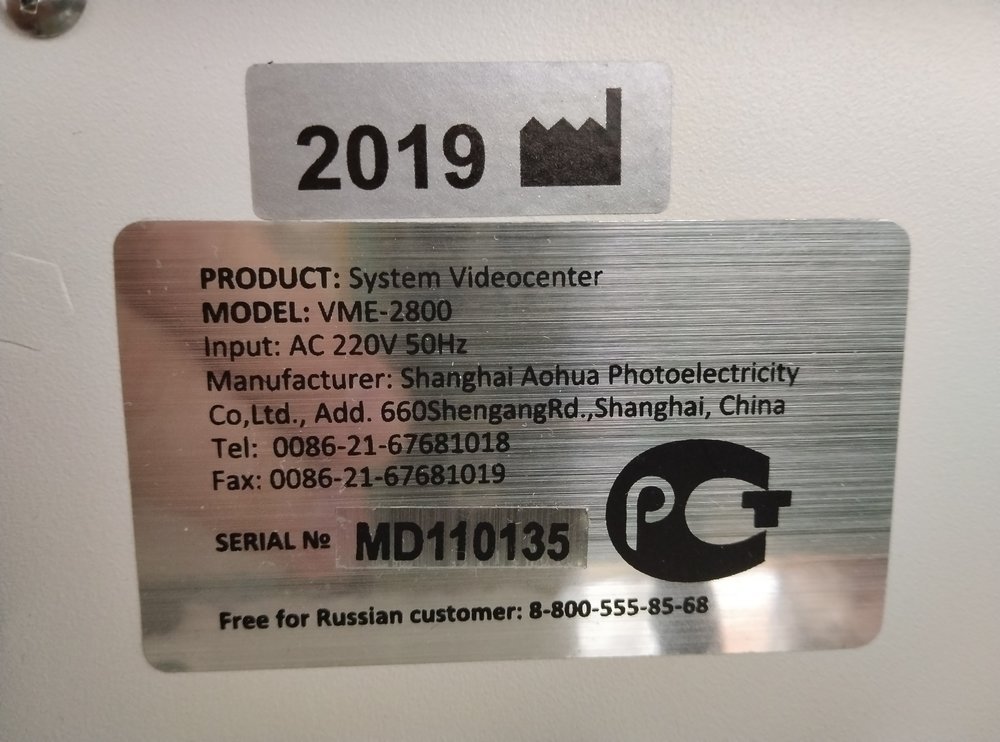 2019
PRODUCT: System Videocenter
MODEL: VME-2800
Input: AC 220V 50Hz
Manufacturer: Shanghai Aohua Photoelectricity
Co,Ltd., Add. 660ShengangRd.,Shanghai, China
Tel: 0086-21-67681018
Fax: 0086-21-67681019
SERIAL № MD110135
РСТ
Free for Russian customer: 8-800-555-85-68